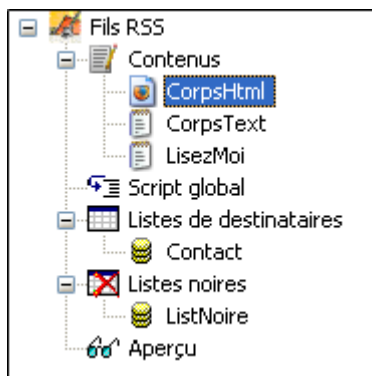 Fils RSS
Contenus
CorpsHtml
CorpsText
LisezMoi
Script global
Listes de destinataires
Contact
Listes noires
ListNoire
Aperçu